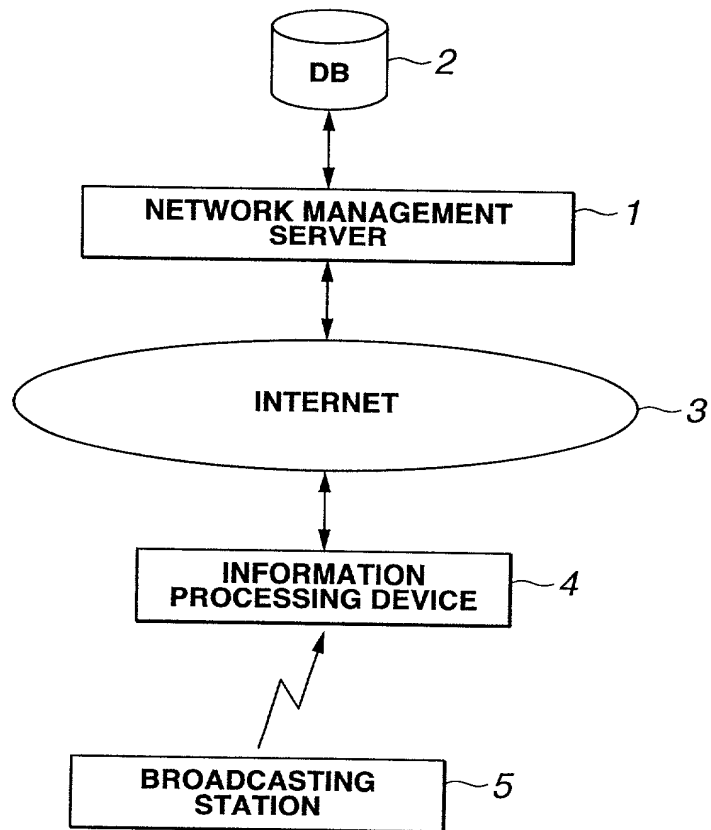 DB
2
NETWORK MANAGEMENT
SERVER
1
INTERNET
3
INFORMATION
PROCESSING DEVICE
4
BROADCASTING
STATION
5